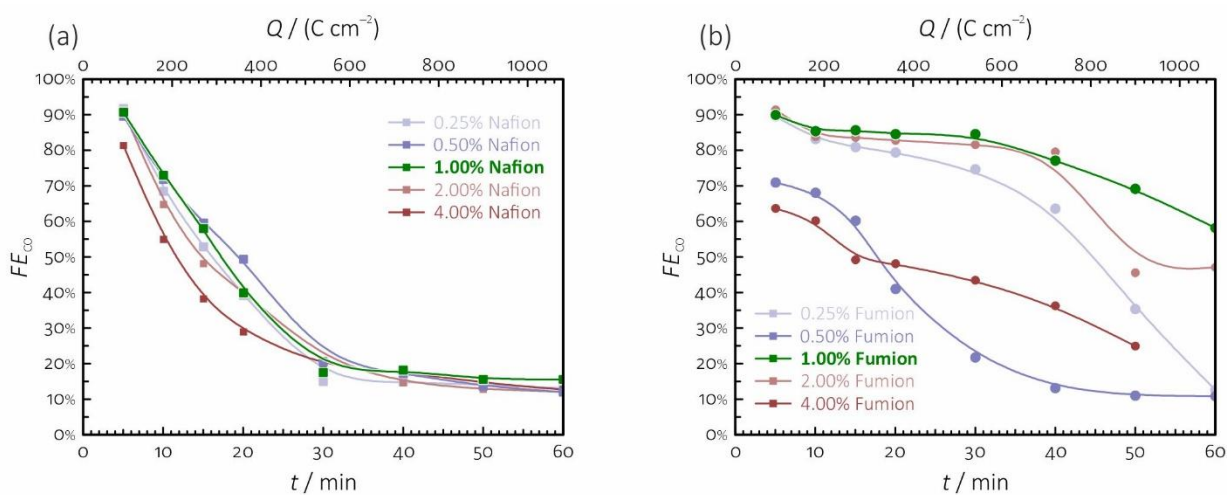 (a)
Q / (C cm⁻²)
0 200 400 600 800 1000
100%
90%
80%
70%
60%
50%
40%
30%
20%
10%
0%
FE_CO
0.25% Nafion
0.50% Nafion
1.00% Nafion
2.00% Nafion
4.00% Nafion
0 10 20 30 40 50 60
t / min
(b)
Q / (C cm⁻²)
0 200 400 600 800 1000
100%
90%
80%
70%
60%
50%
40%
30%
20%
10%
0%
FE_CO
0.25% Fumion
0.50% Fumion
1.00% Fumion
2.00% Fumion
4.00% Fumion
0 10 20 30 40 50 60
t / min